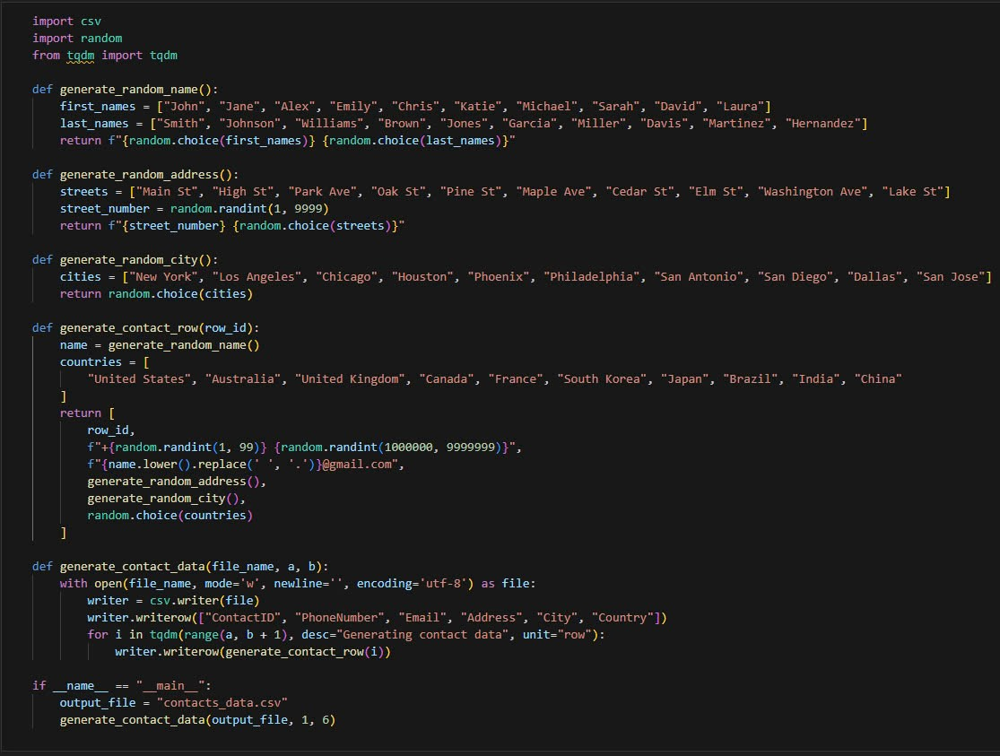 import csv
import random
from tqdm import tqdm
def generate_random_name():
first_names = ["John", "Jane", "Alex", "Emily", "Chris", "Katie", "Michael", "Sarah", "David", "Laura"]
last_names = ["Smith", "Johnson", "Williams", "Brown", "Jones", "Garcia", "Miller", "Davis", "Martinez", "Hernandez"]
return f"{random.choice(first_names)} {random.choice(last_names)}"
def generate_random_address():
streets = ["Main St", "High St", "Park Ave", "Oak St", "Pine St", "Maple Ave", "Cedar St", "Elm St", "Washington Ave", "Lake St"]
street_number = random.randint(1, 9999)
return f"{street_number} {random.choice(streets)}"
def generate_random_city():
cities = ["New York", "Los Angeles", "Chicago", "Houston", "Phoenix", "Philadelphia", "San Antonio", "San Diego", "Dallas", "San Jose"]
return random.choice(cities)
def generate_contact_row(row_id):
name = generate_random_name()
countries = [
"United States", "Australia", "United Kingdom", "Canada", "France", "South Korea", "Japan", "Brazil", "India", "China"
]
return [
row_id,
f"+{random.randint(1, 99)} {random.randint(1000000, 9999999)}",
f"{name.lower().replace(' ', '.')}@gmail.com",
generate_random_address(),
generate_random_city(),
random.choice(countries)
]
def generate_contact_data(file_name, a, b):
with open(file_name, mode='w', newline='', encoding='utf-8') as file:
writer = csv.writer(file)
writer.writerow(["ContactID", "PhoneNumber", "Email", "Address", "City", "Country"])
for i in tqdm(range(a, b + 1), desc="Generating contact data", unit="row"):
writer.writerow(generate_contact_row(i))
if __name__ == "__main__":
output_file = "contacts_data.csv"
generate_contact_data(output_file, 1, 6)